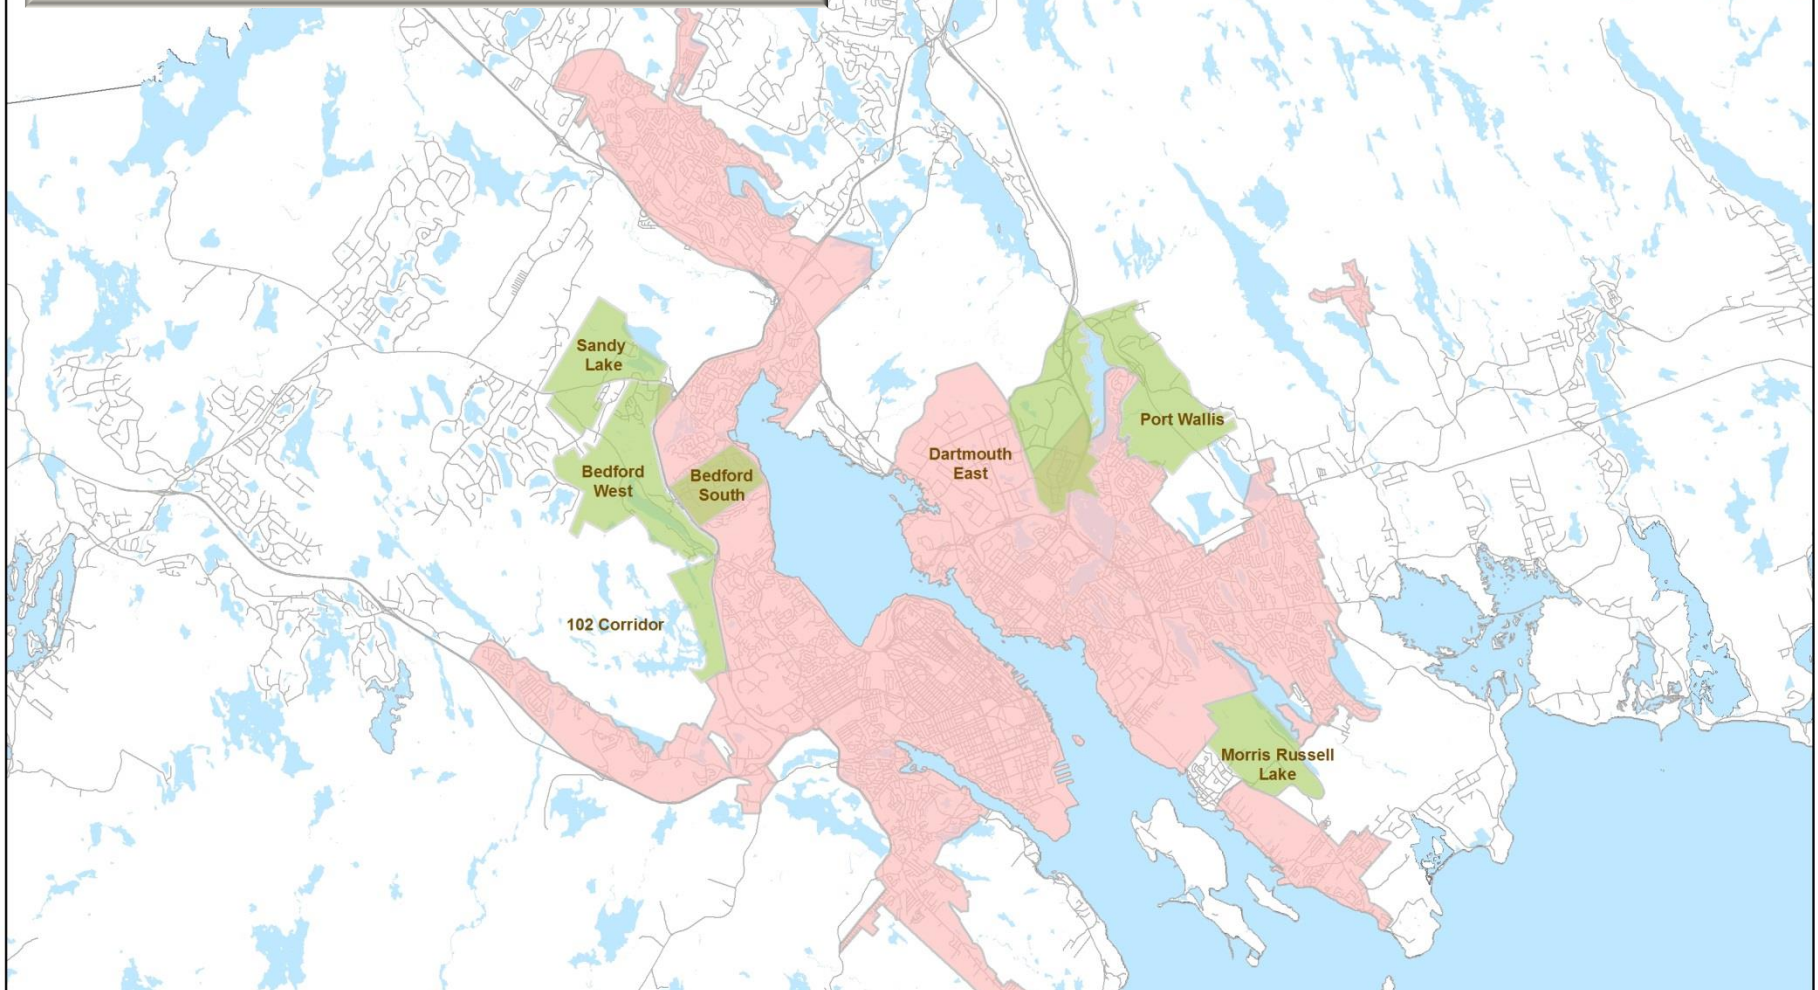 Sandy
Lake
Port Wallis
Dartmouth
East
Bedford
West
Bedford
South
102 Corridor
Morris Russell
Lake